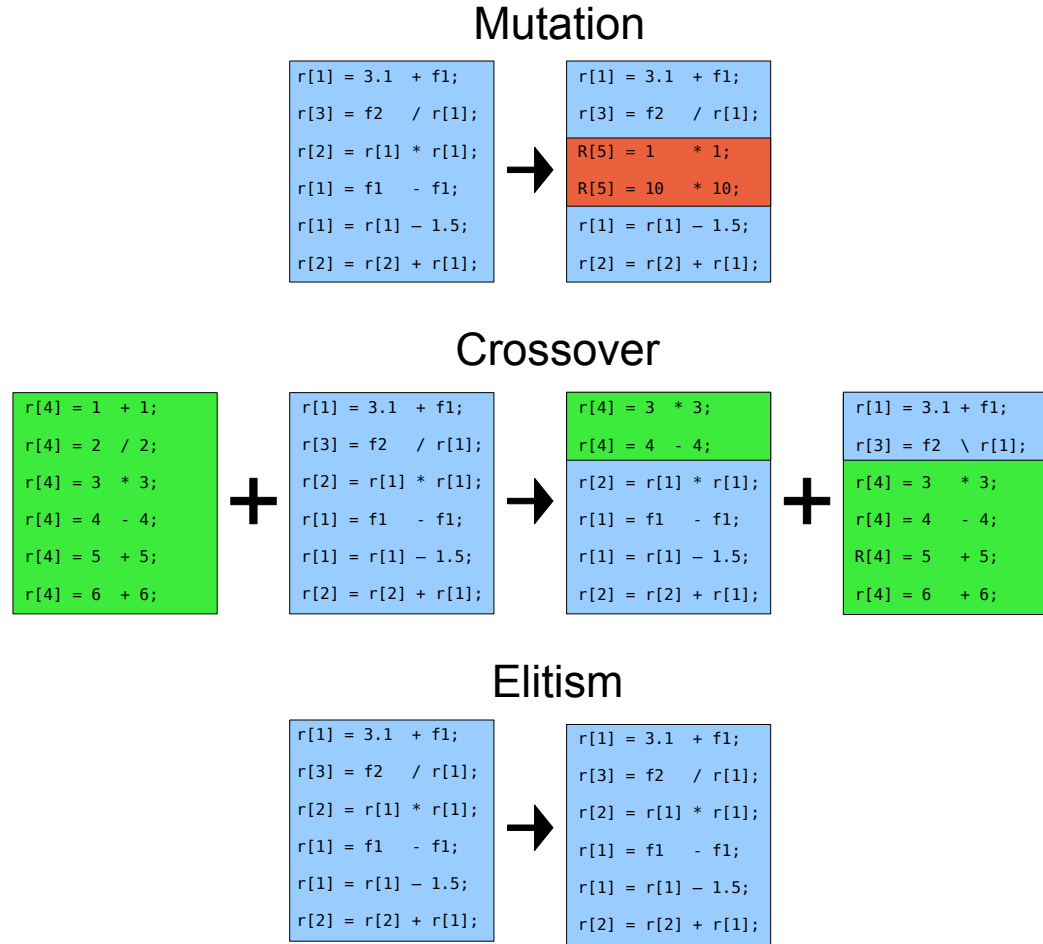 Mutation
r[1] = 3.1  + f1;
r[3] = f2   / r[1];
r[2] = r[1] * r[1];
r[1] = f1   - f1;
r[1] = r[1] – 1.5;
r[2] = r[2] + r[1];
r[1] = 3.1  + f1;
r[3] = f2   / r[1];
R[5] = 1    * 1;
R[5] = 10   * 10;
r[1] = r[1] – 1.5;
r[2] = r[2] + r[1];
Crossover
r[4] = 1  + 1;
r[4] = 2  / 2;
r[4] = 3  * 3;
r[4] = 4  - 4;
r[4] = 5  + 5;
r[4] = 6  + 6;
+
r[1] = 3.1  + f1;
r[3] = f2   / r[1];
r[2] = r[1] * r[1];
r[1] = f1   - f1;
r[1] = r[1] – 1.5;
r[2] = r[2] + r[1];
r[4] = 3  * 3;
r[4] = 4  - 4;
r[2] = r[1] * r[1];
r[1] = f1   - f1;
r[1] = r[1] – 1.5;
r[2] = r[2] + r[1];
+
r[1] = 3.1 + f1;
r[3] = f2  \ r[1];
r[4] = 3   * 3;
r[4] = 4   - 4;
R[4] = 5   + 5;
r[4] = 6   + 6;
Elitism
r[1] = 3.1  + f1;
r[3] = f2   / r[1];
r[2] = r[1] * r[1];
r[1] = f1   - f1;
r[1] = r[1] – 1.5;
r[2] = r[2] + r[1];
r[1] = 3.1  + f1;
r[3] = f2   / r[1];
r[2] = r[1] * r[1];
r[1] = f1   - f1;
r[1] = r[1] – 1.5;
r[2] = r[2] + r[1];